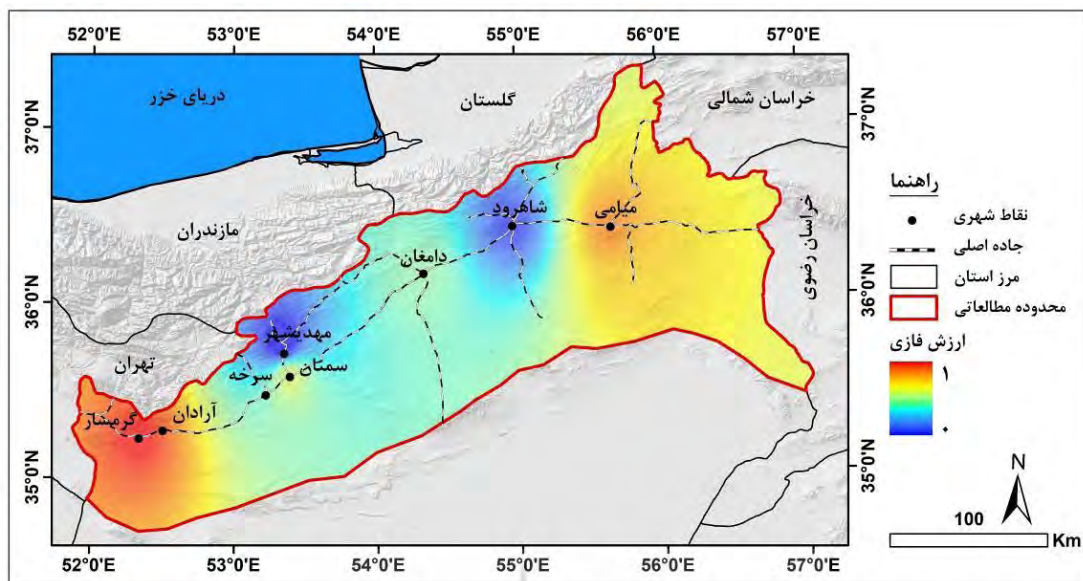 52°0'E 53°0'E 54°0'E 55°0'E 56°0'E 57°0'E
37°0'N
36°0'N
35°0'N
دریای خزر
گلستان
خراسان شمالی
مازندران
خراسان رضوی
تهران
شاهرود
میامی
دامغان
مهدیشهر
سمنان
سرخه
آرادان
گرمسار
37°0'N
36°0'N
35°0'N
52°0'E 53°0'E 54°0'E 55°0'E 56°0'E 57°0'E
راهنما
نقاط شهری
جاده اصلی
مرز استان
محدوده مطالعاتی
ارزش فازی
۱
۰
N
100
Km